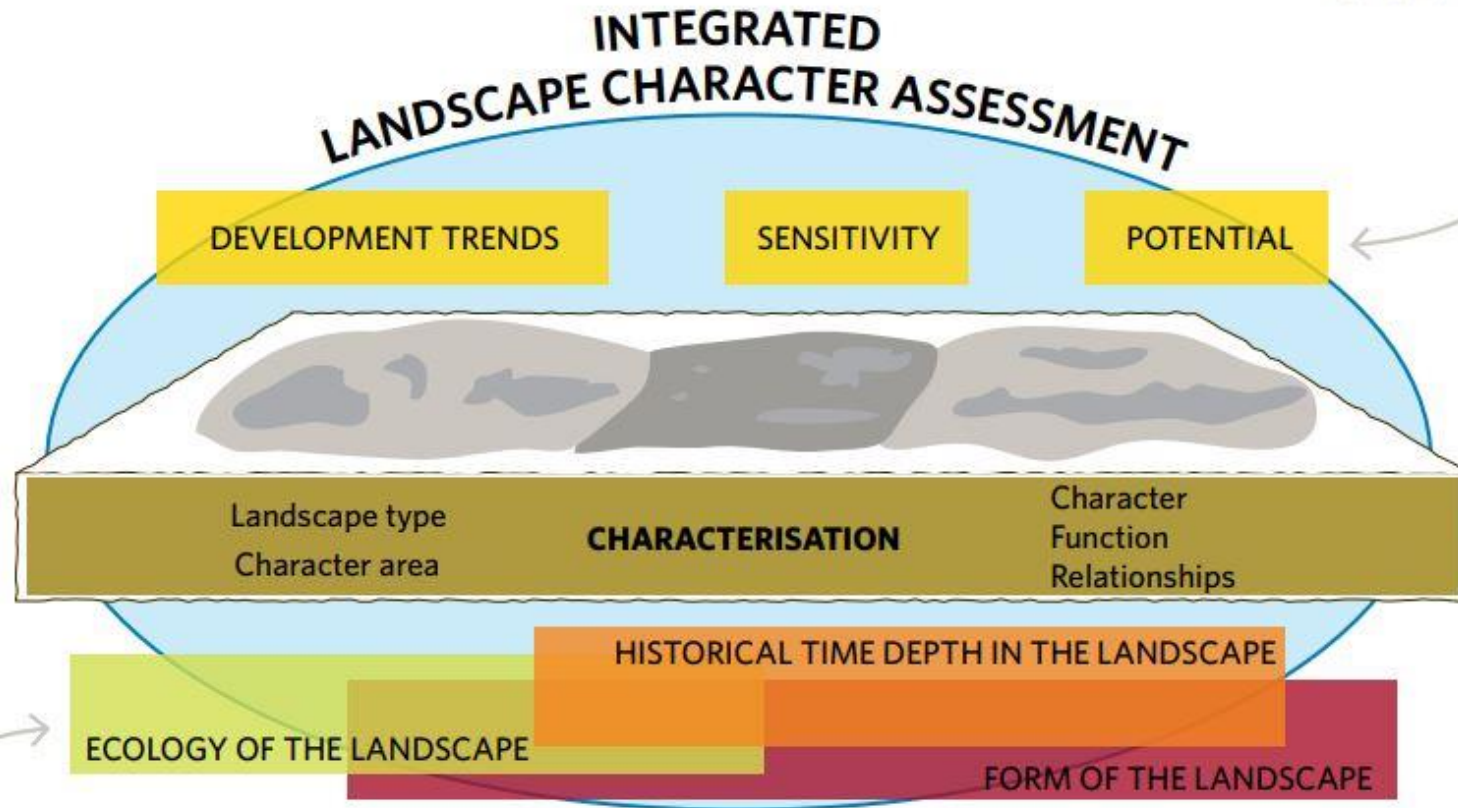 INTEGRATED
LANDSCAPE CHARACTER ASSESSMENT
DEVELOPMENT TRENDS
SENSITIVITY
POTENTIAL
Landscape type
Character area
CHARACTERISATION
Character
Function
Relationships
HISTORICAL TIME DEPTH IN THE LANDSCAPE
ECOLOGY OF THE LANDSCAPE
FORM OF THE LANDSCAPE